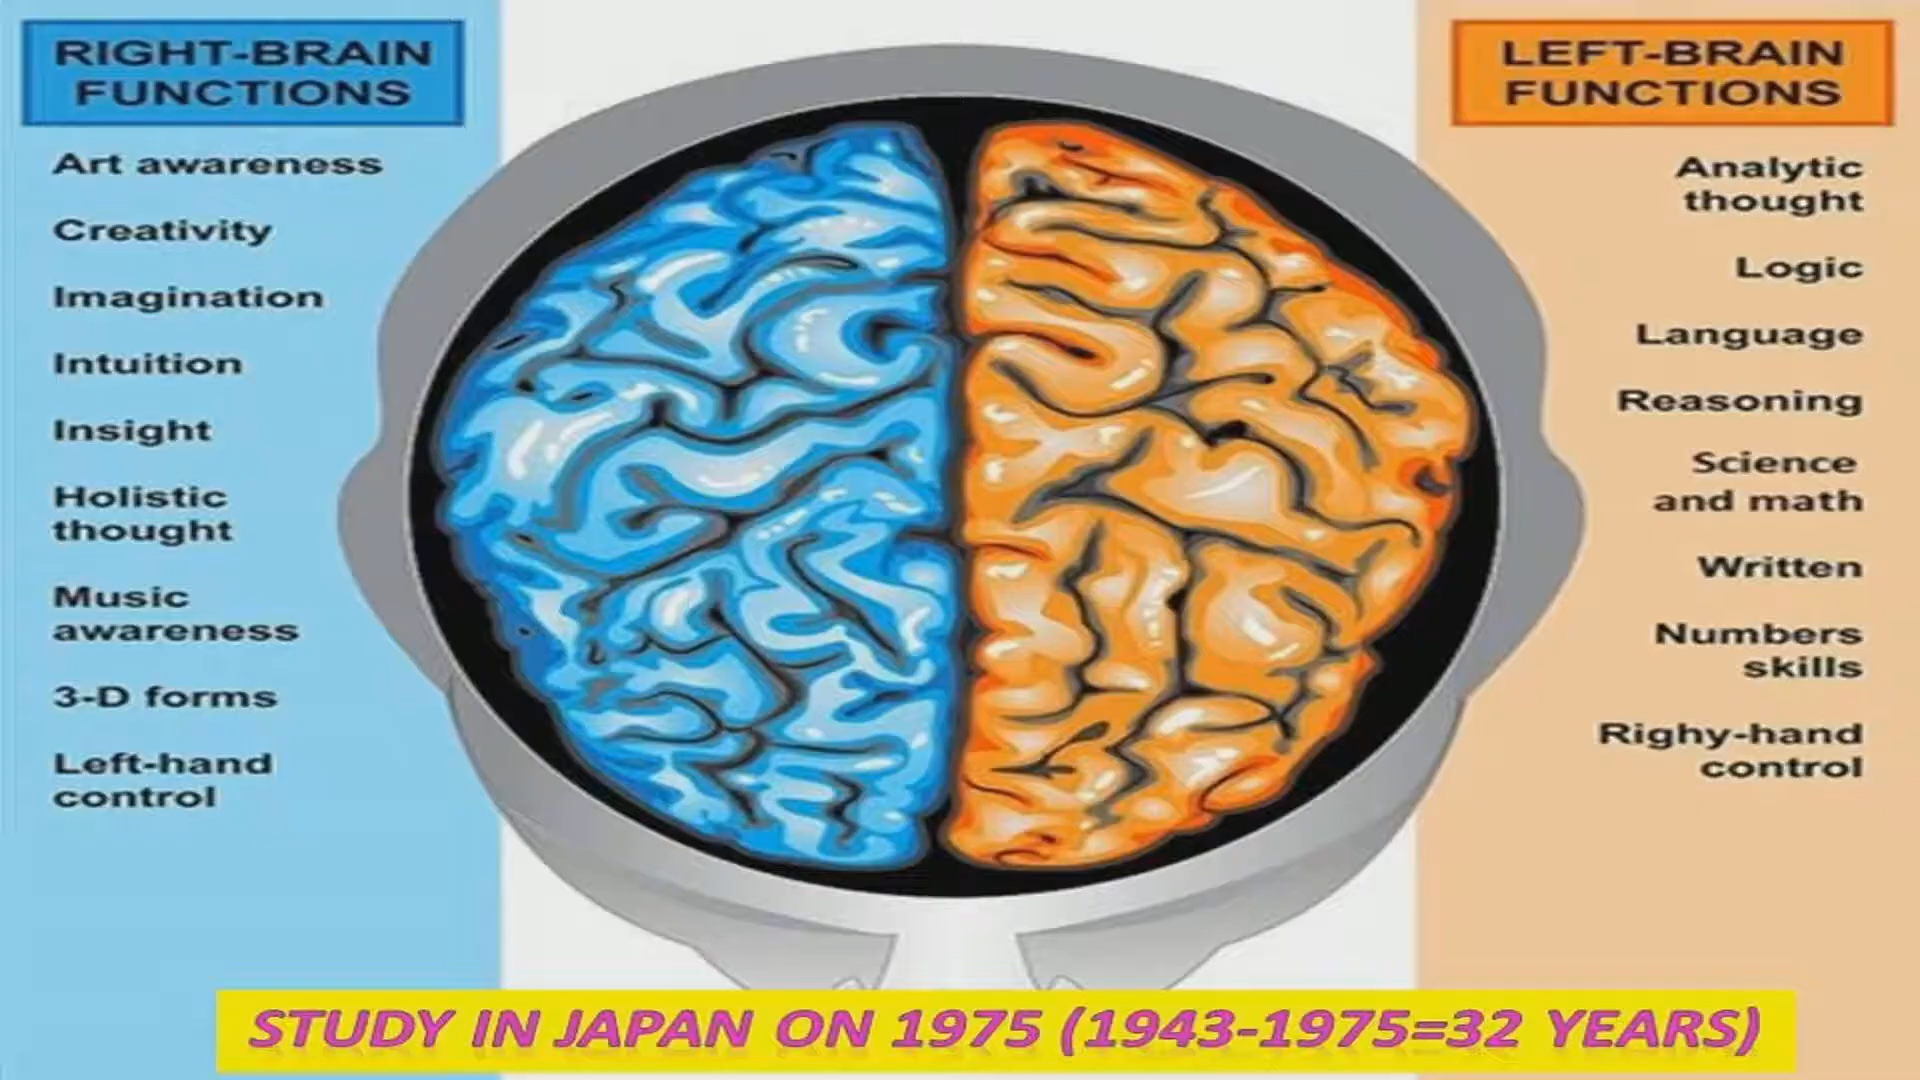 RIGHT-BRAIN
FUNCTIONS
Art awareness
Creativity
Imagination
Intuition
Insight
Holistic
thought
Music
awareness
3-D forms
Left-hand
control
LEFT-BRAIN
FUNCTIONS
Analytic
thought
Logic
Language
Reasoning
Science
and math
Written
Numbers
skills
Righy-hand
control
STUDY IN JAPAN ON 1975 (1943-1975=32 YEARS)